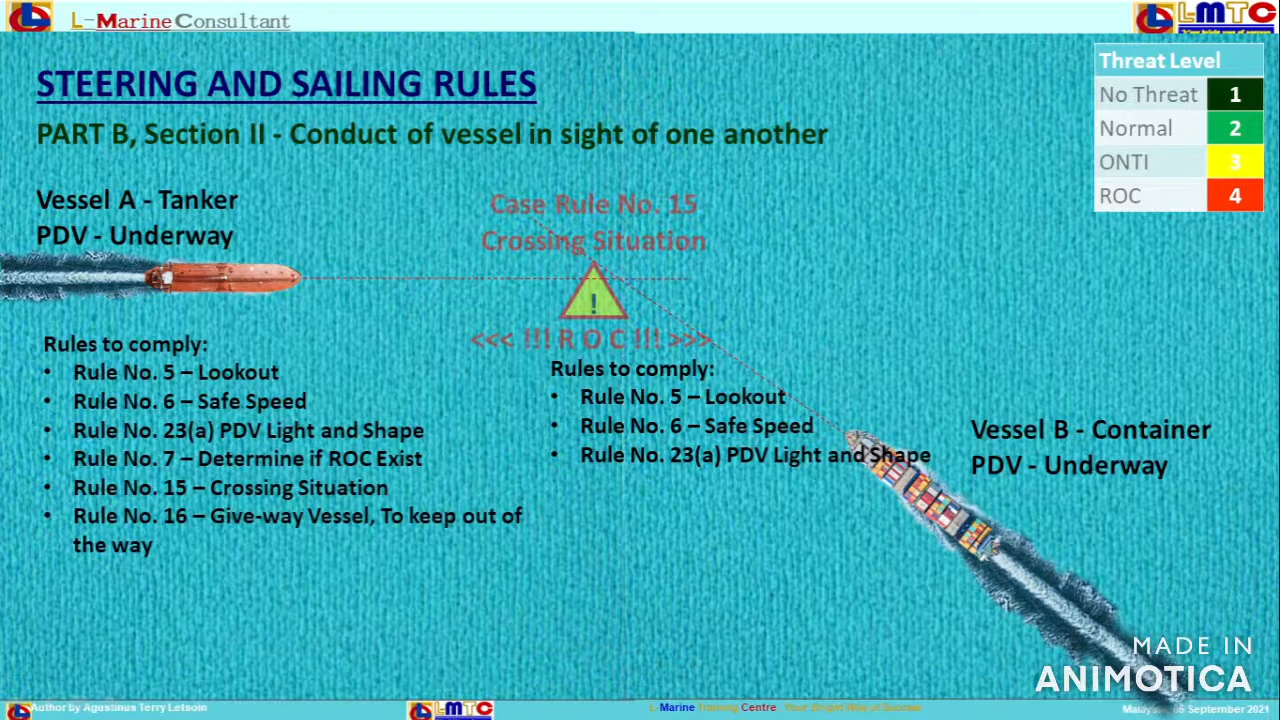 L-Marine Consultant
LMTC
STEERING AND SAILING RULES
PART B, Section II - Conduct of vessel in sight of one another
Threat Level
No Threat 1
Normal 2
ONTI 3
ROC 4
Vessel A - Tanker
PDV - Underway
Case Rule No. 15
Crossing Situation
!
<<< !!! R O C !!! >>>
Rules to comply:
• Rule No. 5 – Lookout
• Rule No. 6 – Safe Speed
• Rule No. 23(a) PDV Light and Shape
• Rule No. 7 – Determine if ROC Exist
• Rule No. 15 – Crossing Situation
• Rule No. 16 – Give-way Vessel, To keep out of
the way
Rules to comply:
• Rule No. 5 – Lookout
• Rule No. 6 – Safe Speed
• Rule No. 23(a) PDV Light and Shape
Vessel B - Container
PDV - Underway
MADE IN
ANIMOTICA
Author by Agustinus Terry Letsoin
LMTC
L-Marine Training Centre Your Bright Way of Success
05 September 2021